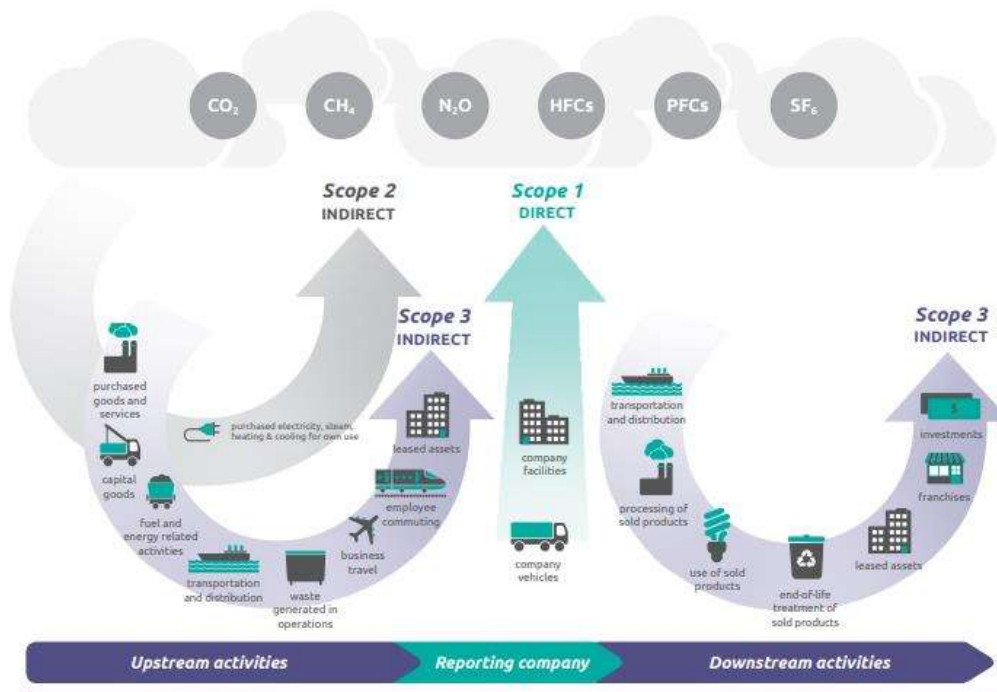 CO₂
CH₄
N₂O
HFCs
PFCs
SF₆
Scope 2
INDIRECT
Scope 1
DIRECT
Scope 3
INDIRECT
Scope 3
INDIRECT
purchased
goods and
services
capital
goods
fuel and
energy related
activities
transportation
and distribution
waste
generated in
operations
business
travel
employee
commuting
leased assets
purchased electricity, steam,
heating & cooling for own use
company
facilities
company
vehicles
transportation
and distribution
processing of
sold products
use of sold
products
end-of-life
treatment of
sold products
leased assets
franchises
investments
$
Upstream activities
Reporting company
Downstream activities